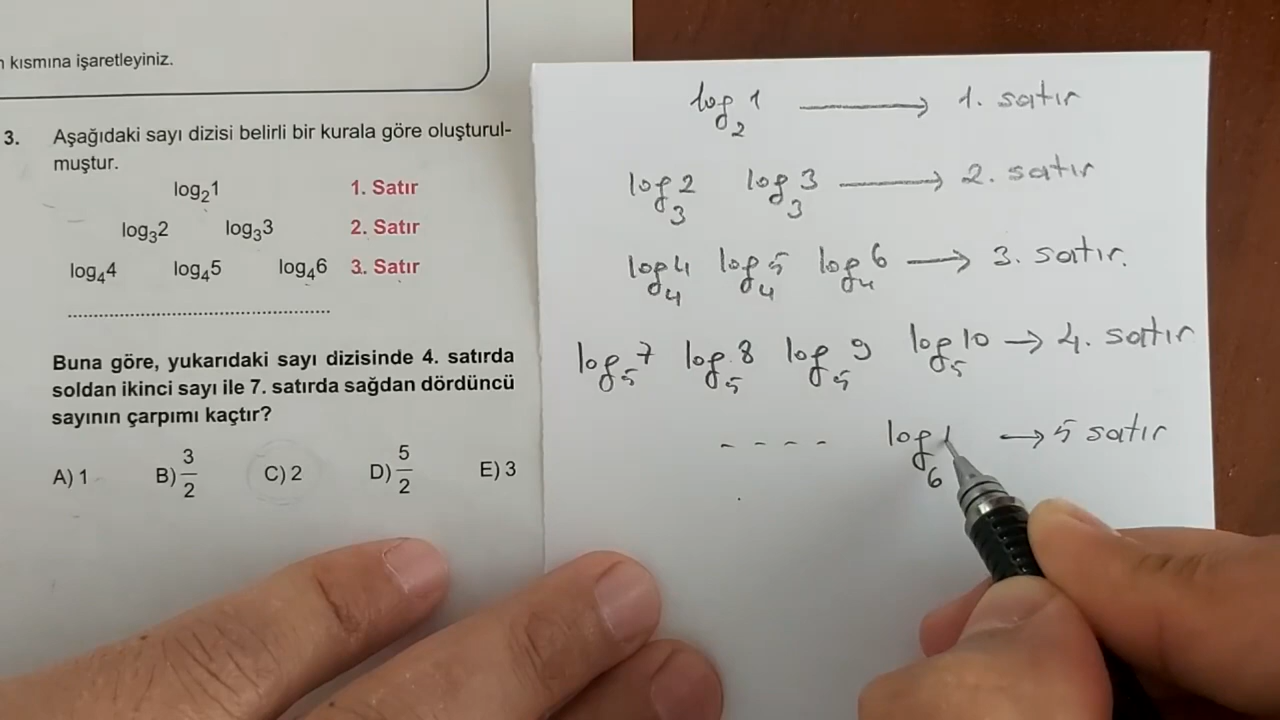 n kısmına işaretleyiniz.
3. Aşağıdaki sayı dizisi belirli bir kurala göre oluşturul-
muştur.
log₂1 1. Satır
log₃2 log₃3 2. Satır
log₄4 log₄5 log₄6 3. Satır
..................................................
Buna göre, yukarıdaki sayı dizisinde 4. satırda
soldan ikinci sayı ile 7. satırda sağdan dördüncü
sayının çarpımı kaçtır?
A) 1 B) 3/2 C) 2 D) 5/2 E) 3
log₂1 → 1. satır
log₃2 log₃3 → 2. satır
log₄4 log₄5 log₄6 → 3. satır.
log₅7 log₅8 log₅9 log₅10 → 4. satır
- - - - log₆1 → 5 satır